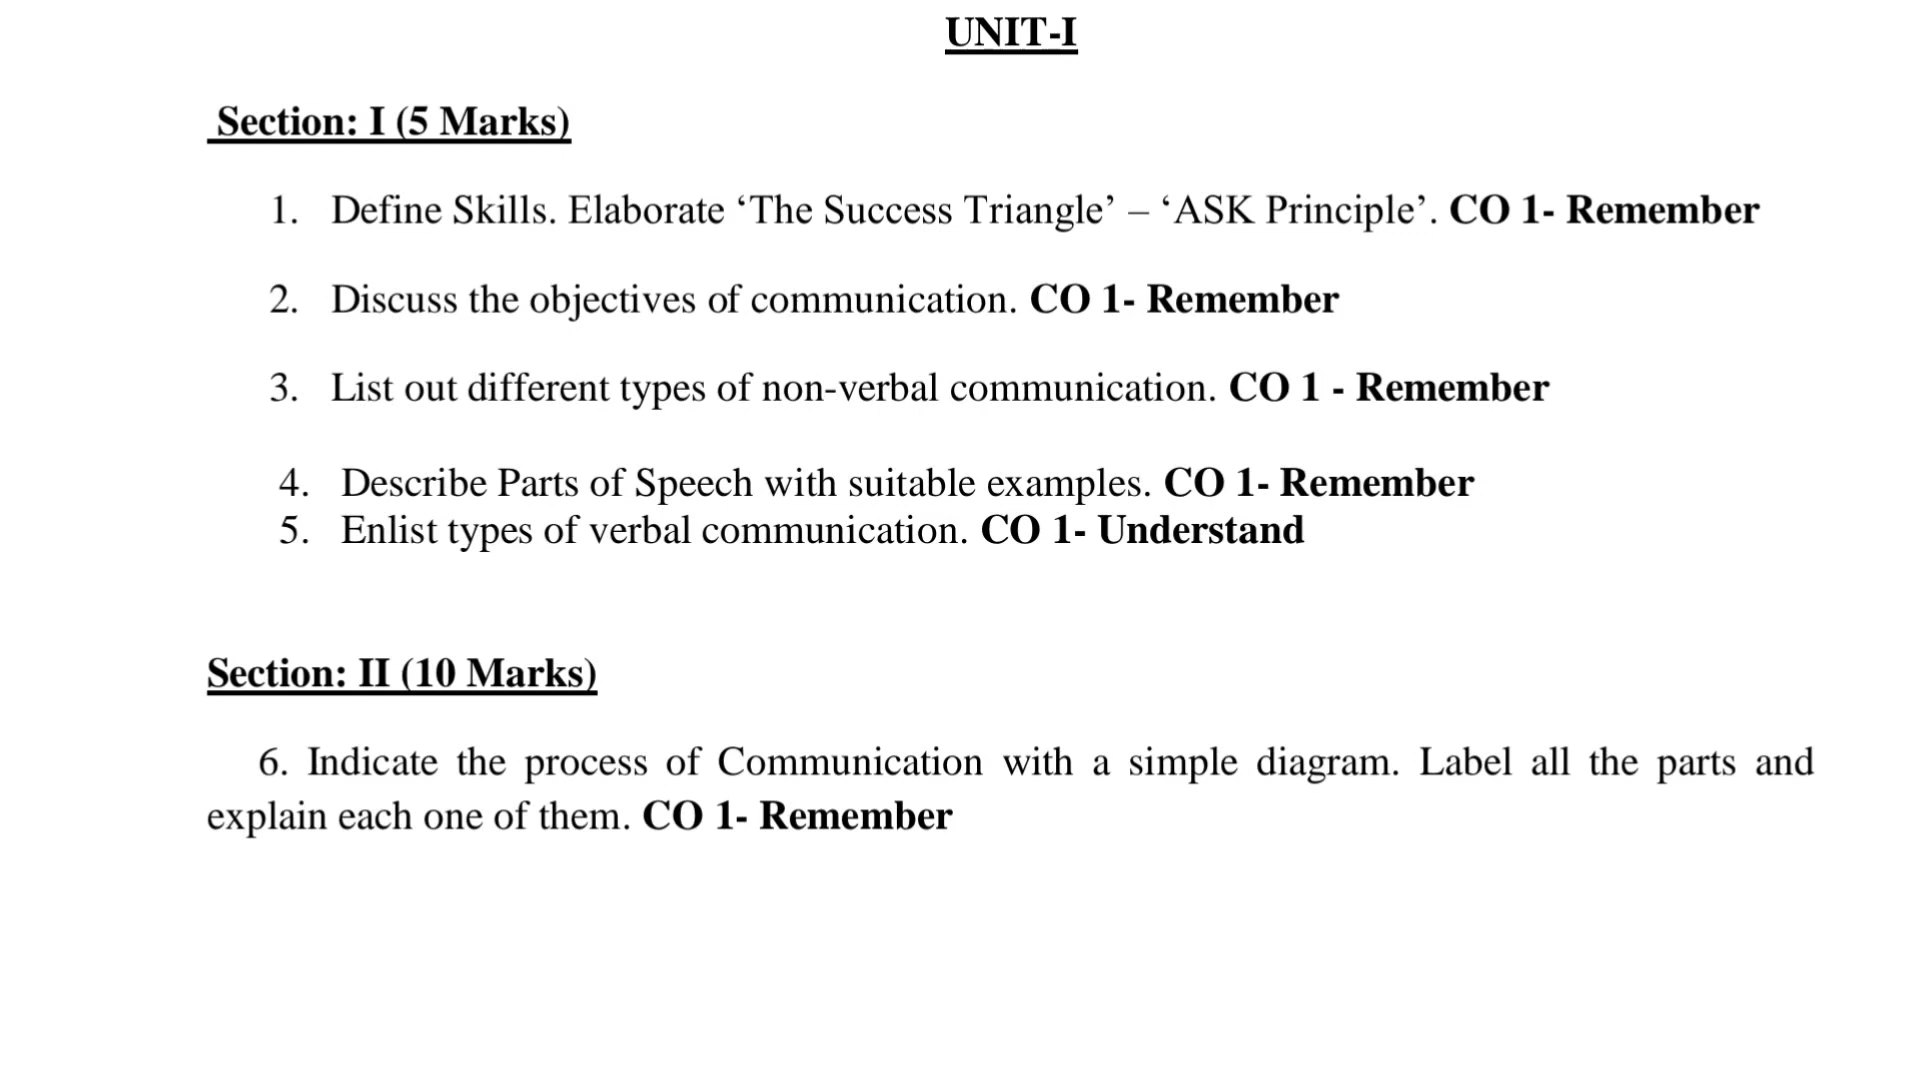 UNIT-I
Section: I (5 Marks)
1. Define Skills. Elaborate ‘The Success Triangle’ – ‘ASK Principle’. CO 1- Remember
2. Discuss the objectives of communication. CO 1- Remember
3. List out different types of non-verbal communication. CO 1 - Remember
4. Describe Parts of Speech with suitable examples. CO 1- Remember
5. Enlist types of verbal communication. CO 1- Understand
Section: II (10 Marks)
6. Indicate the process of Communication with a simple diagram. Label all the parts and
explain each one of them. CO 1- Remember